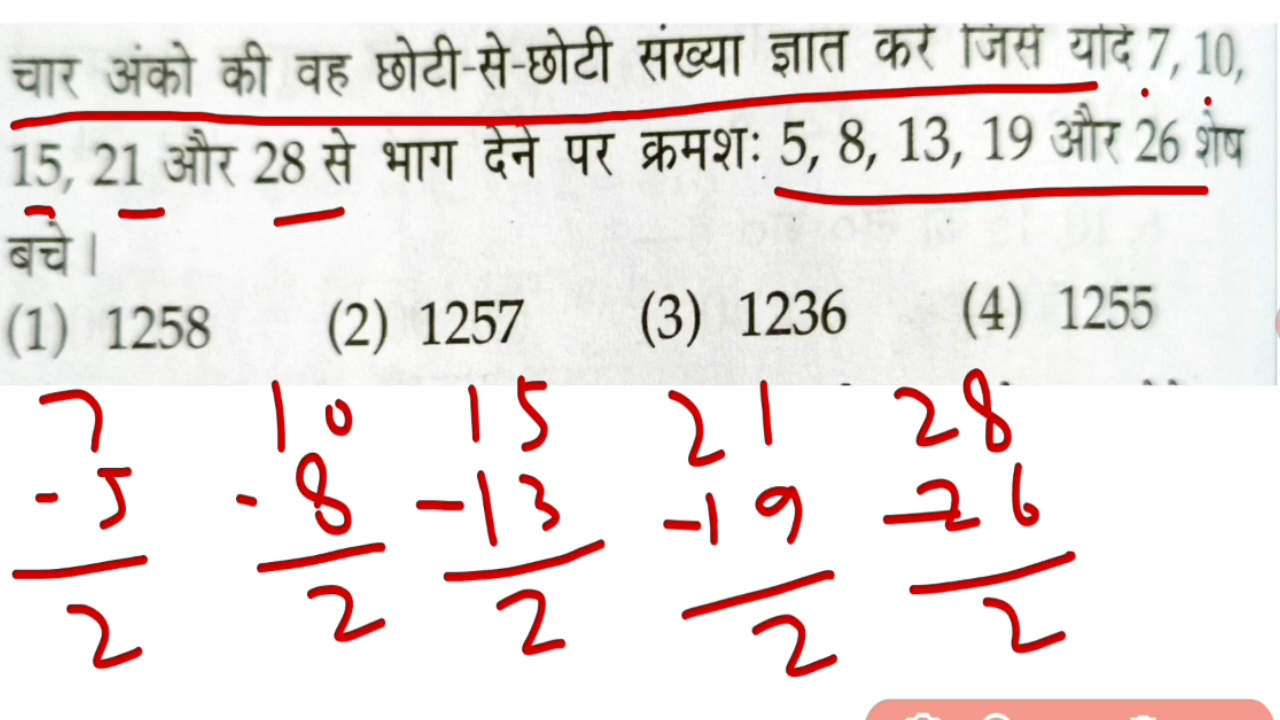 चार अंको की वह छोटी-से-छोटी संख्या ज्ञात करें जिसे यदि 7, 10,
15, 21 और 28 से भाग देने पर क्रमशः 5, 8, 13, 19 और 26 शेष
बचे।
(1) 1258 (2) 1257 (3) 1236 (4) 1255
7 10 15 21 28
-5 -8 -13 -19 -26
2 2 2 2 2